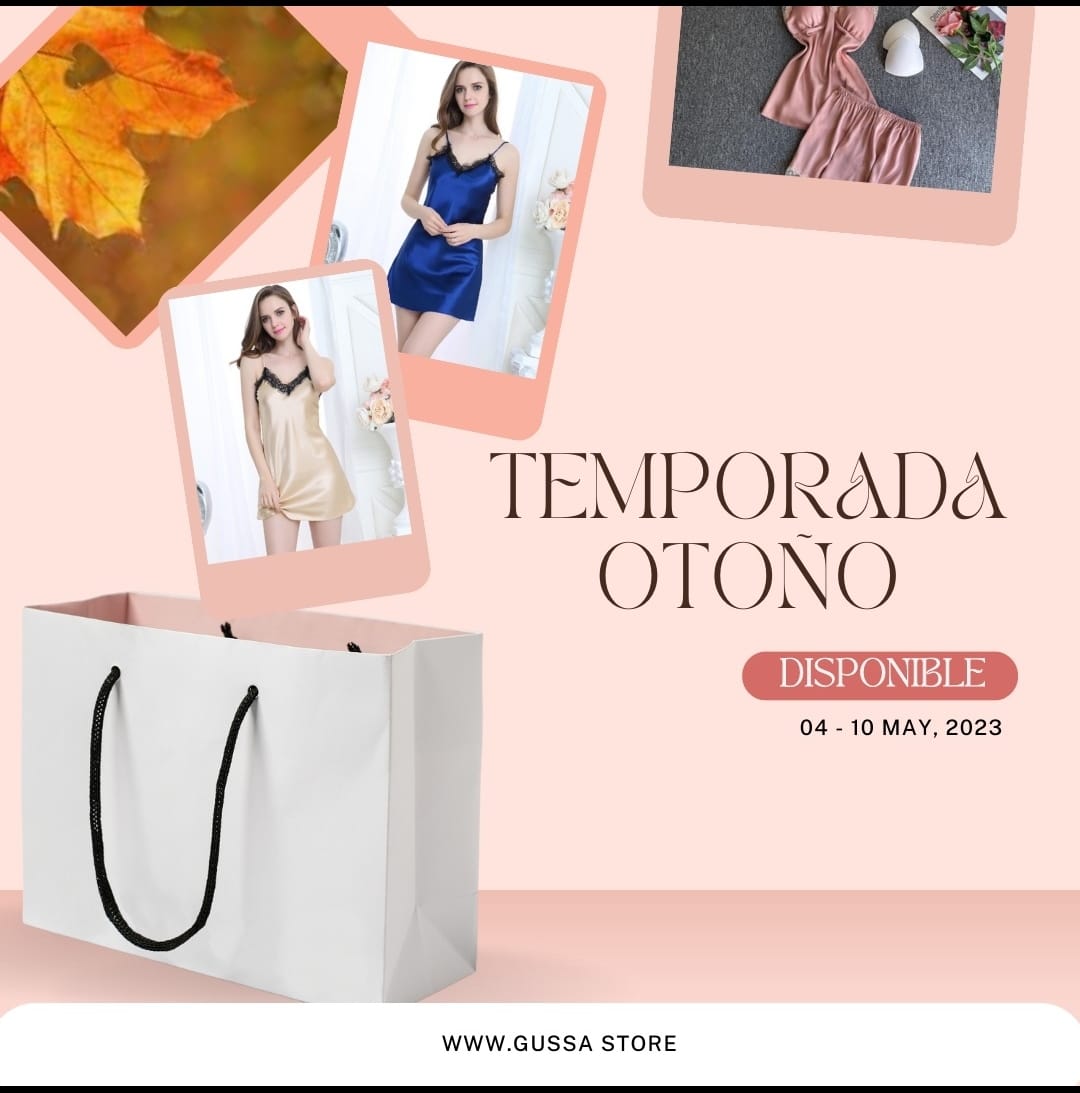 TEMPORADA
OTOÑO
DISPONIBLE
04 - 10 MAY, 2023
WWW.GUSSA STORE